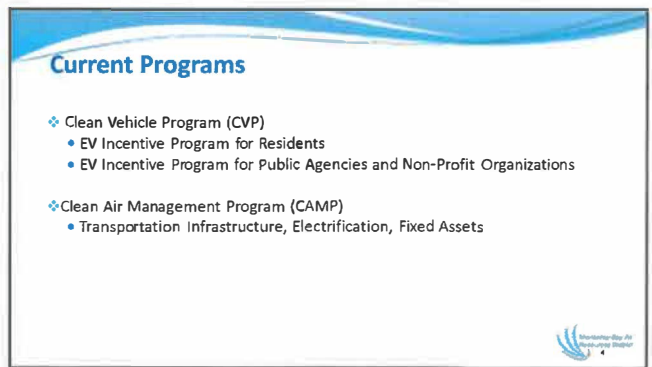 Current Programs
❖ Clean Vehicle Program (CVP)
• EV Incentive Program for Residents
• EV Incentive Program for Public Agencies and Non-Profit Organizations
❖Clean Air Management Program (CAMP)
• Transportation Infrastructure, Electrification, Fixed Assets
4